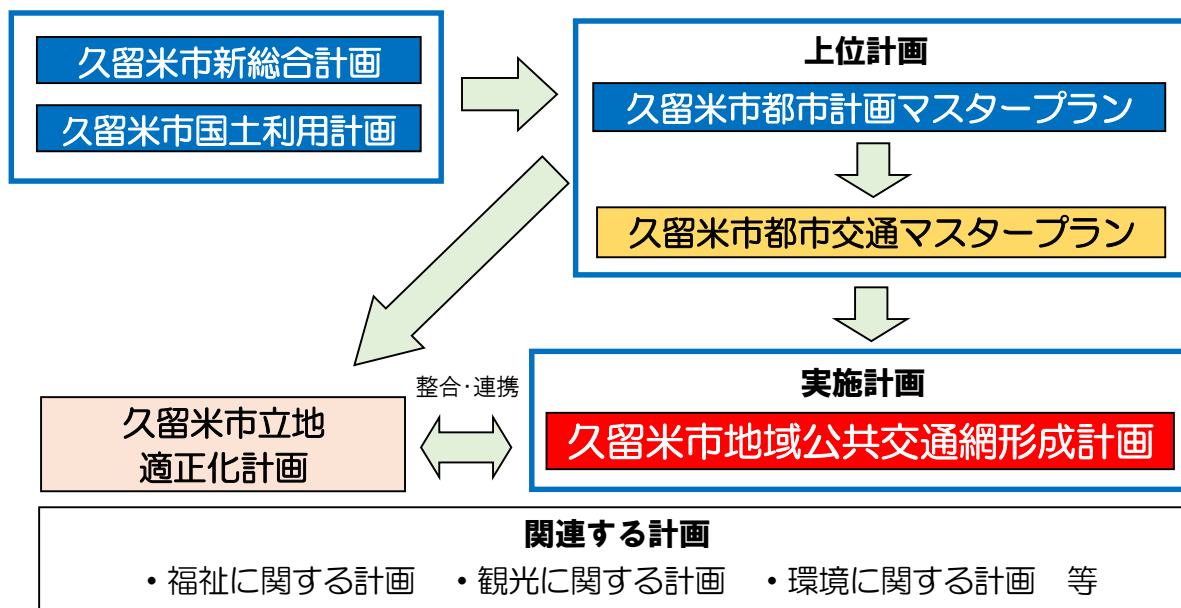 久留米市新総合計画
久留米市国土利用計画
上位計画
久留米市都市計画マスタープラン
久留米市都市交通マスタープラン
実施計画
久留米市地域公共交通網形成計画
整合・連携
久留米市立地
適正化計画
関連する計画
・福祉に関する計画　・観光に関する計画　・環境に関する計画　等